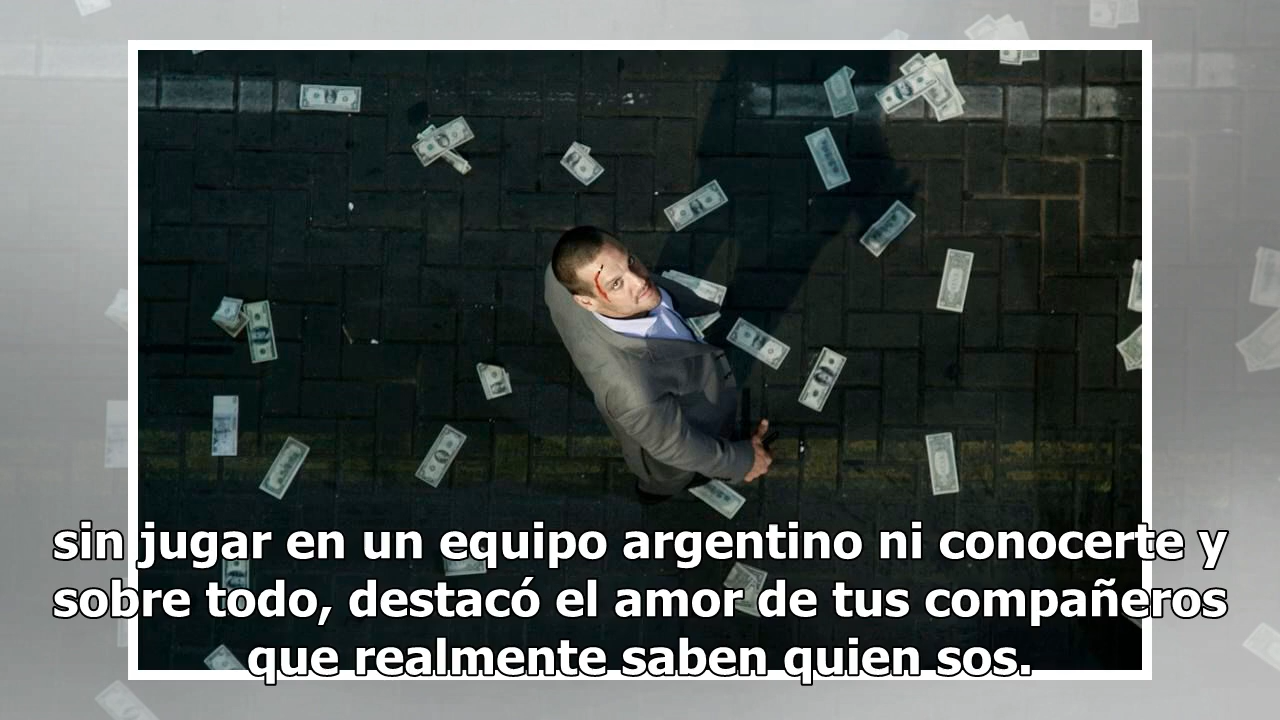 sin jugar en un equipo argentino ni conocerte y
sobre todo, destacó el amor de tus compañeros
que realmente saben quien sos.